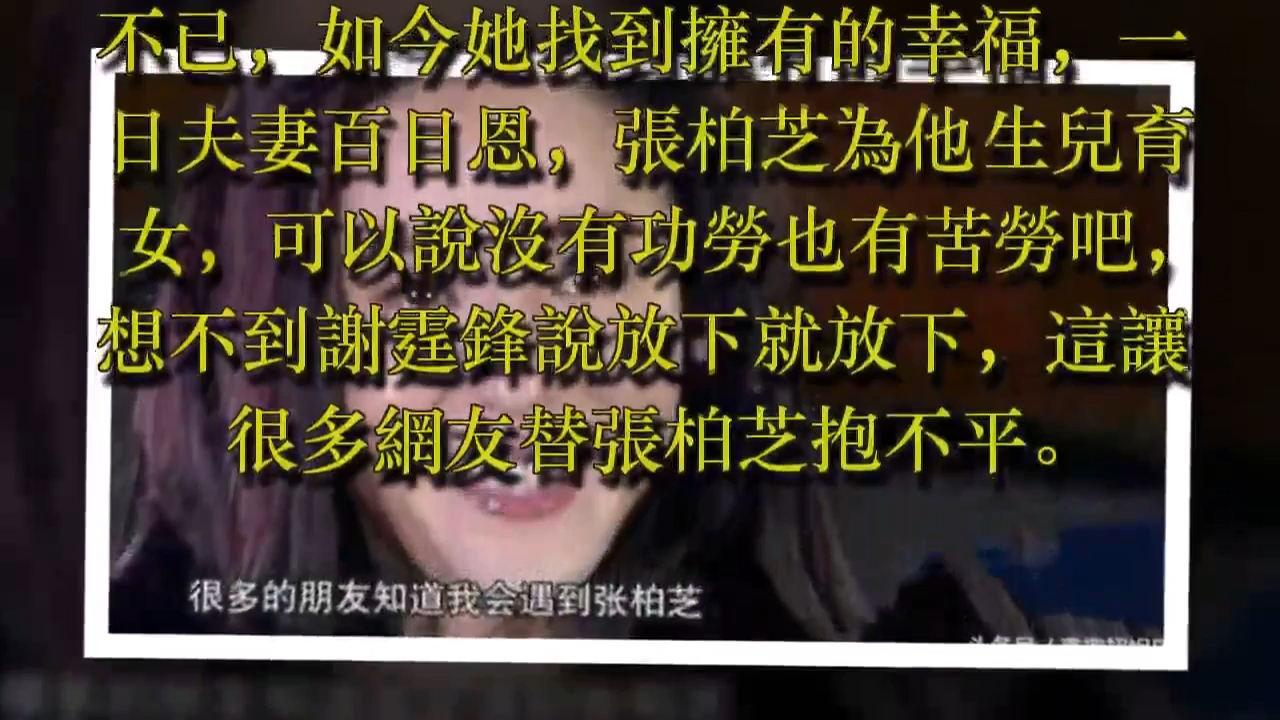 不已，如今她找到擁有的幸福，一
日夫妻百日恩，張柏芝為他生兒育
女，可以說沒有功勞也有苦勞吧，
想不到謝霆鋒說放下就放下，這讓
很多網友替張柏芝抱不平。
很多的朋友知道我会遇到张柏芝